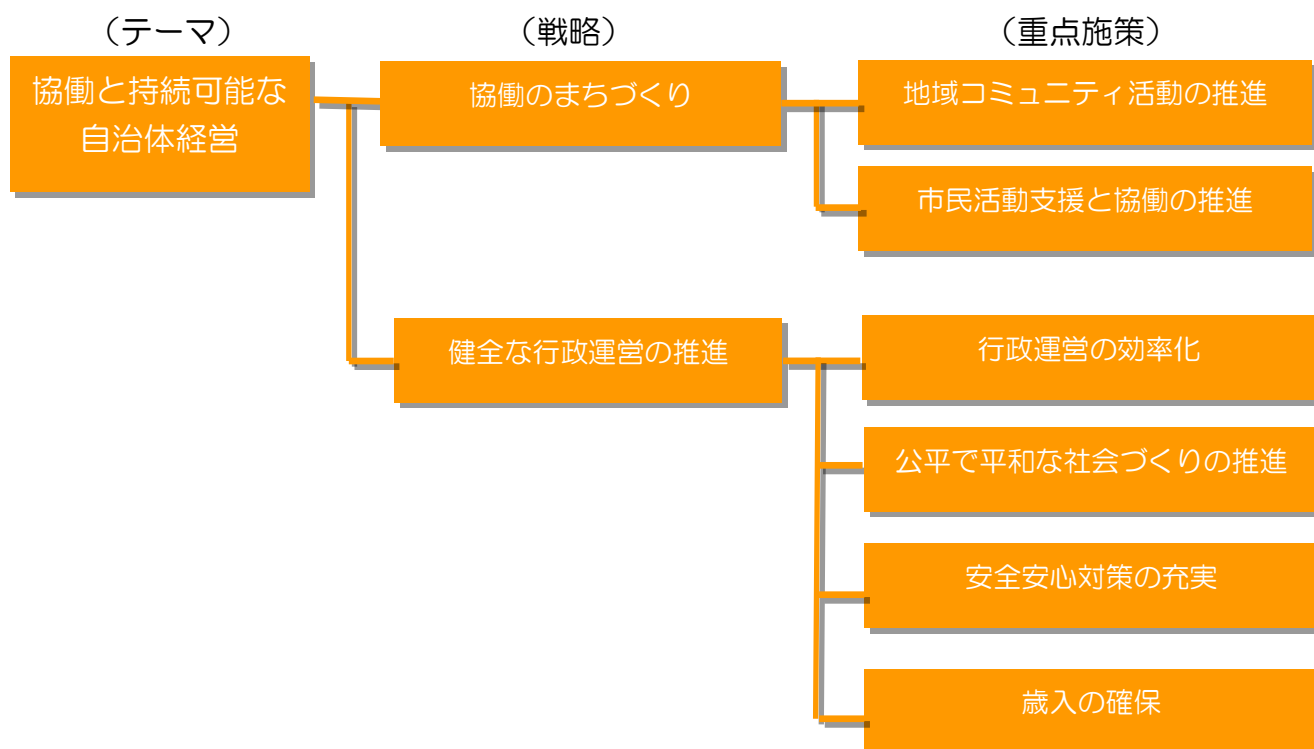 （テーマ）
（戦略）
（重点施策）
協働と持続可能な
自治体経営
協働のまちづくり
地域コミュニティ活動の推進
市民活動支援と協働の推進
健全な行政運営の推進
行政運営の効率化
公平で平和な社会づくりの推進
安全安心対策の充実
歳入の確保